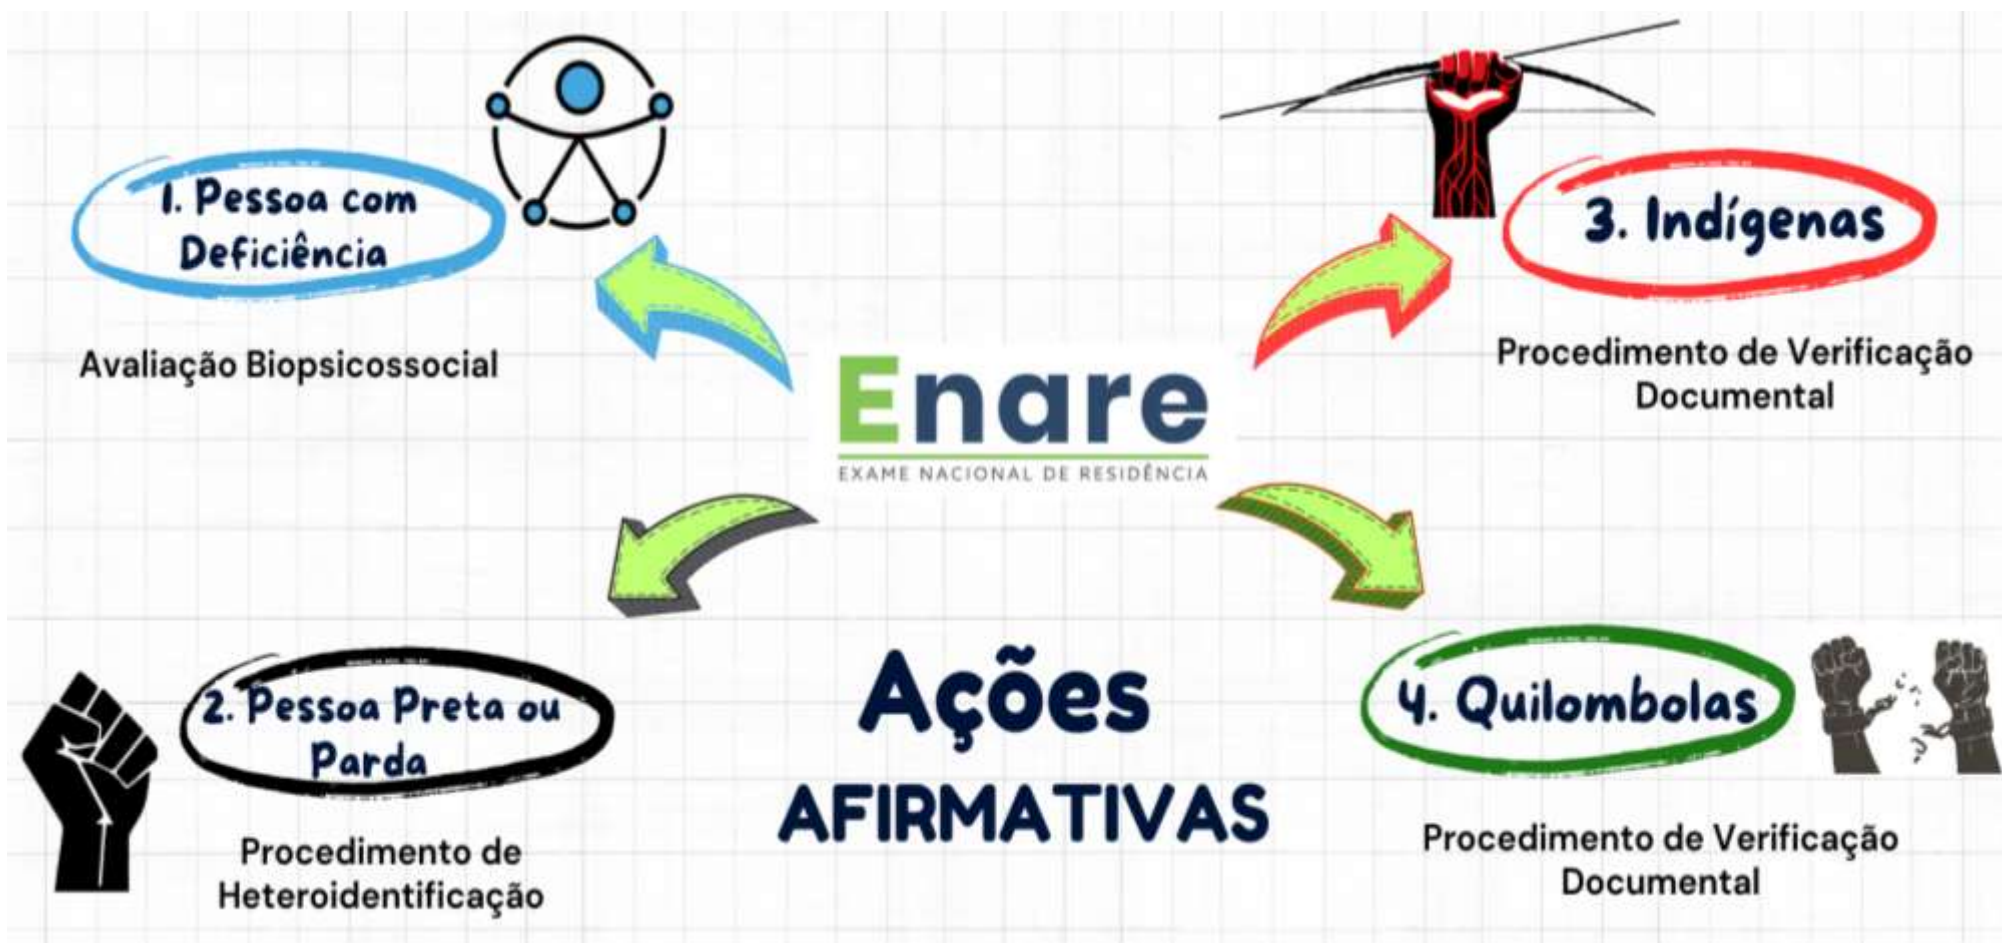 1. Pessoa com
Deficiência
Avaliação Biopsicossocial
2. Pessoa Preta ou
Parda
Procedimento de
Heteroidentificação
Enare
EXAME NACIONAL DE RESIDÊNCIA
Ações
AFIRMATIVAS
3. Indígenas
Procedimento de Verificação
Documental
4. Quilombolas
Procedimento de Verificação
Documental